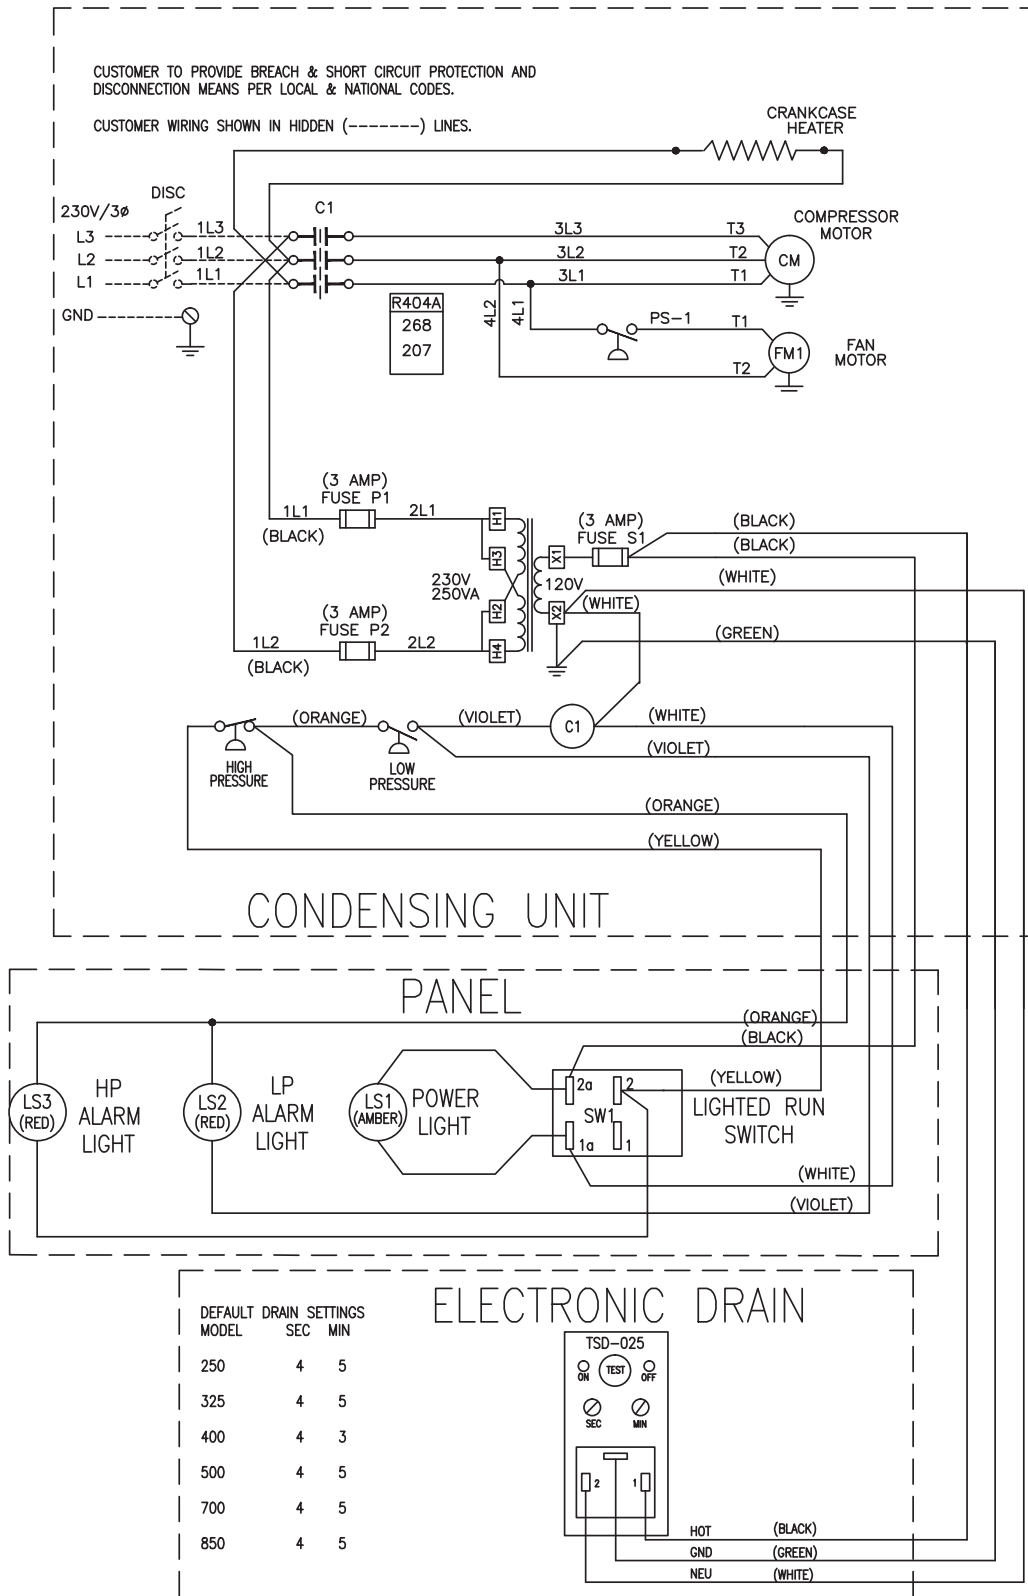 CUSTOMER TO PROVIDE BREACH & SHORT CIRCUIT PROTECTION AND
DISCONNECTION MEANS PER LOCAL & NATIONAL CODES.
CUSTOMER WIRING SHOWN IN HIDDEN (-------) LINES.
CRANKCASE
HEATER
DISC
230V/3ø
C1
L3
1L3
3L3
T3
COMPRESSOR
MOTOR
L2
1L2
3L2
T2
CM
L1
1L1
3L1
T1
GND
R404A
268
207
4L2
4L1
PS-1
T1
FM1
FAN
MOTOR
T2
(3 AMP)
FUSE P1
1L1
2L1
(BLACK)
H1
H3
H2
H4
230V
250VA
(3 AMP)
FUSE S1
X1
120V
X2
(WHITE)
(BLACK)
(BLACK)
(WHITE)
(GREEN)
(3 AMP)
FUSE P2
1L2
2L2
(BLACK)
(ORANGE)
(VIOLET)
C1
(WHITE)
(VIOLET)
HIGH
PRESSURE
LOW
PRESSURE
(ORANGE)
(YELLOW)
CONDENSING UNIT
PANEL
(ORANGE)
(BLACK)
(YELLOW)
LS3
(RED)
HP
ALARM
LIGHT
LS2
(RED)
LP
ALARM
LIGHT
LS1
(AMBER)
POWER
LIGHT
2a
2
SW1
1a
1
LIGHTED RUN
SWITCH
(WHITE)
(VIOLET)
ELECTRONIC DRAIN
DEFAULT DRAIN SETTINGS
MODEL SEC MIN
250 4 5
325 4 5
400 4 3
500 4 5
700 4 5
850 4 5
TSD-025
ON
TEST
OFF
SEC
MIN
2
1
HOT (BLACK)
GND (GREEN)
NEU (WHITE)